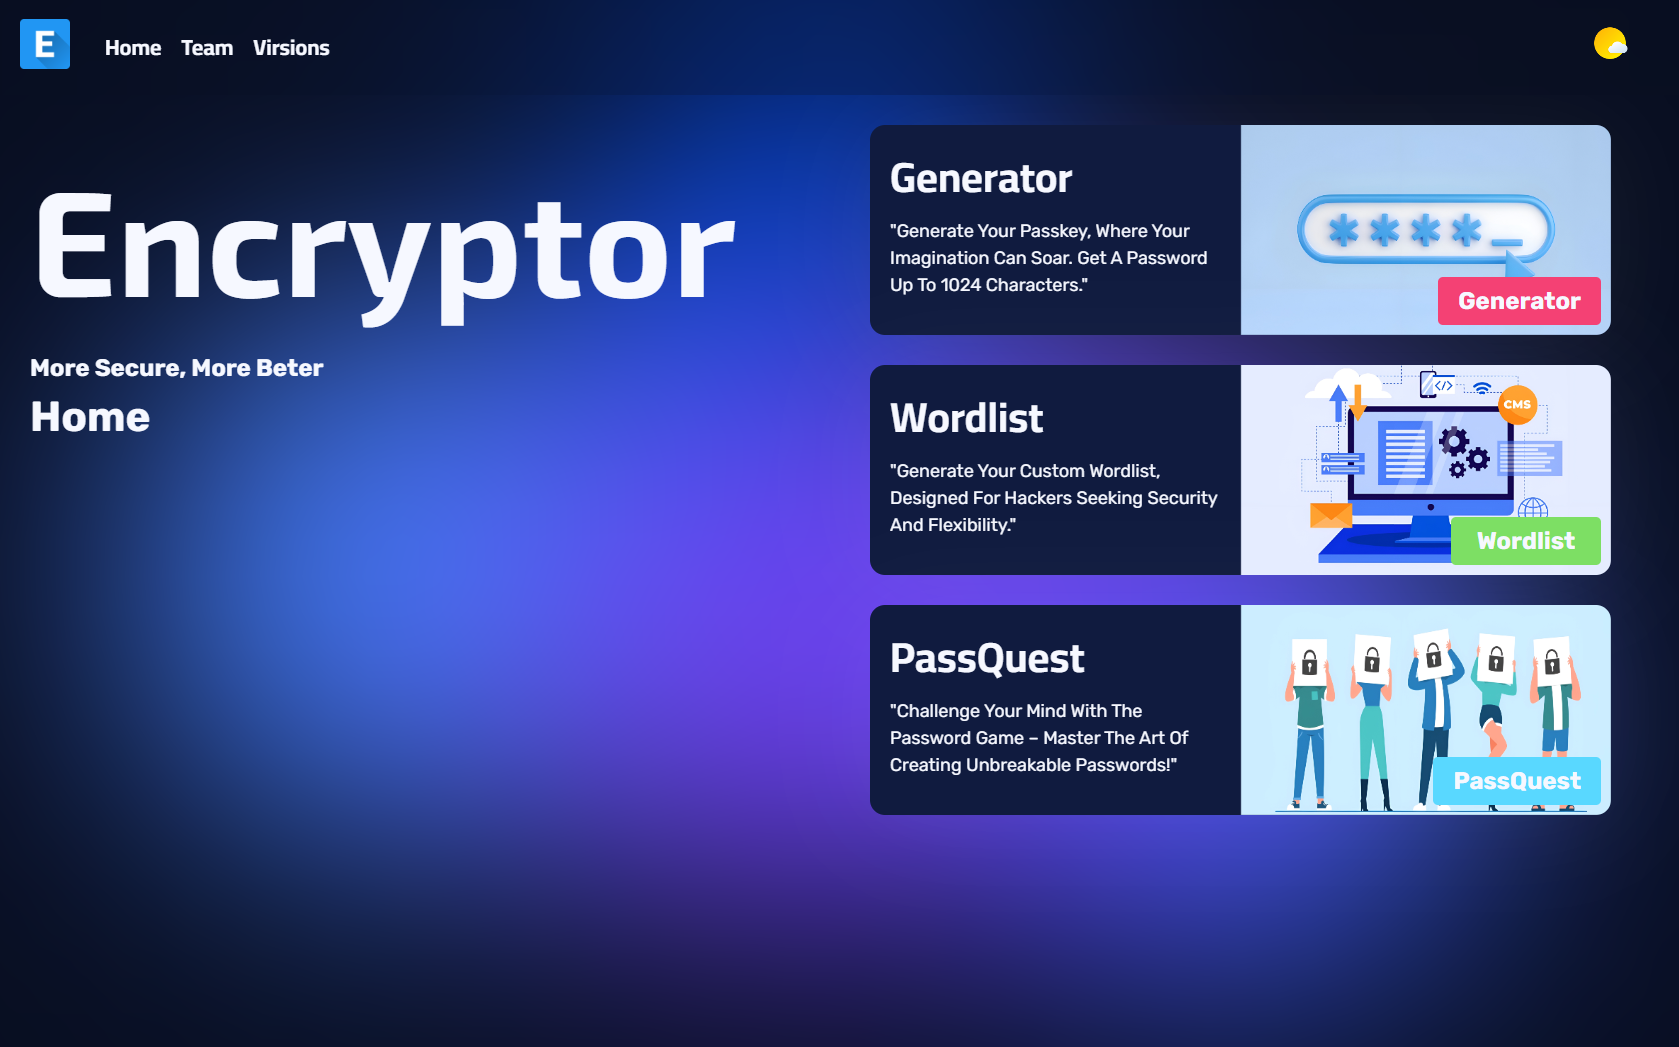 E
Home Team Virsions
Encryptor
More Secure, More Beter
Home
Generator
"Generate Your Passkey, Where Your
Imagination Can Soar. Get A Password
Up To 1024 Characters."
****_
Generator
Wordlist
"Generate Your Custom Wordlist,
Designed For Hackers Seeking Security
And Flexibility."
</>
CMS
Wordlist
PassQuest
"Challenge Your Mind With The
Password Game – Master The Art Of
Creating Unbreakable Passwords!"
PassQuest